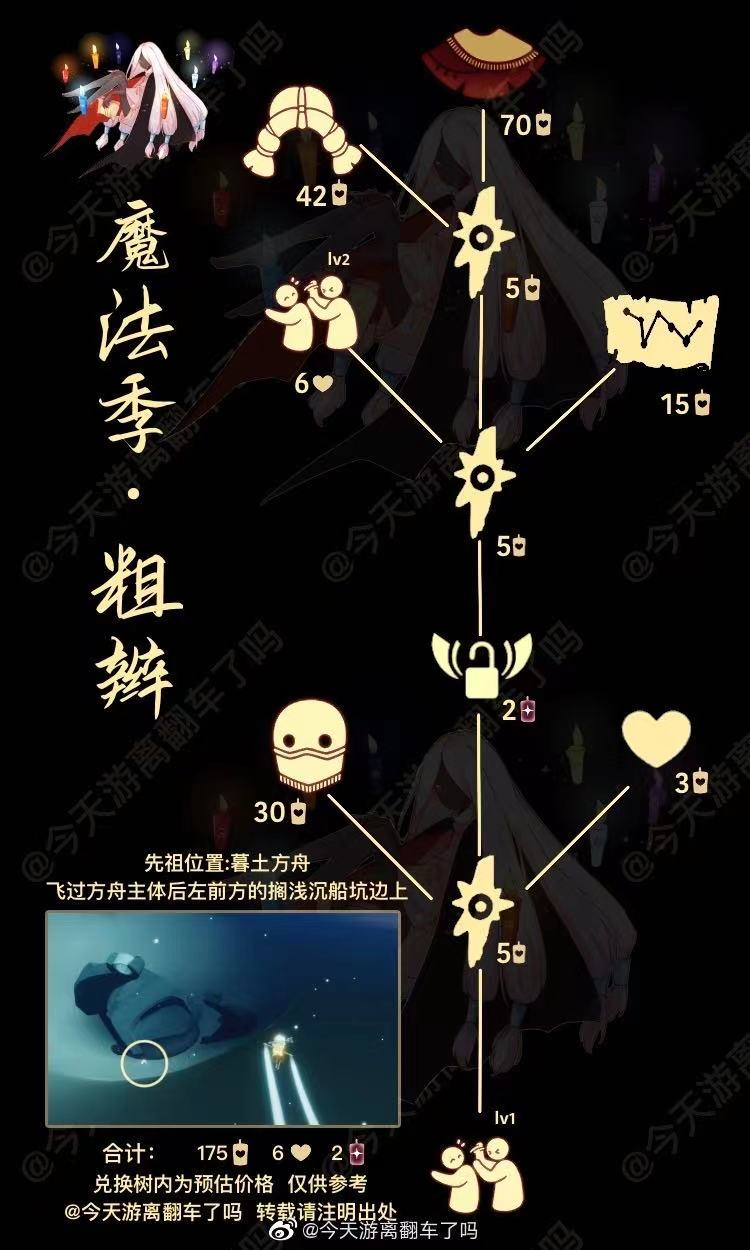 70
42
lv2
5
6
15
魔法季·粗辫
5
2
3
30
先祖位置:暮土方舟
飞过方舟主体后左前方的搁浅沉船坑边上
5
lv1
合计： 175 6 2
兑换树内为预估价格 仅供参考
@今天游离翻车了吗 转载请注明出处
@今天游离翻车了吗